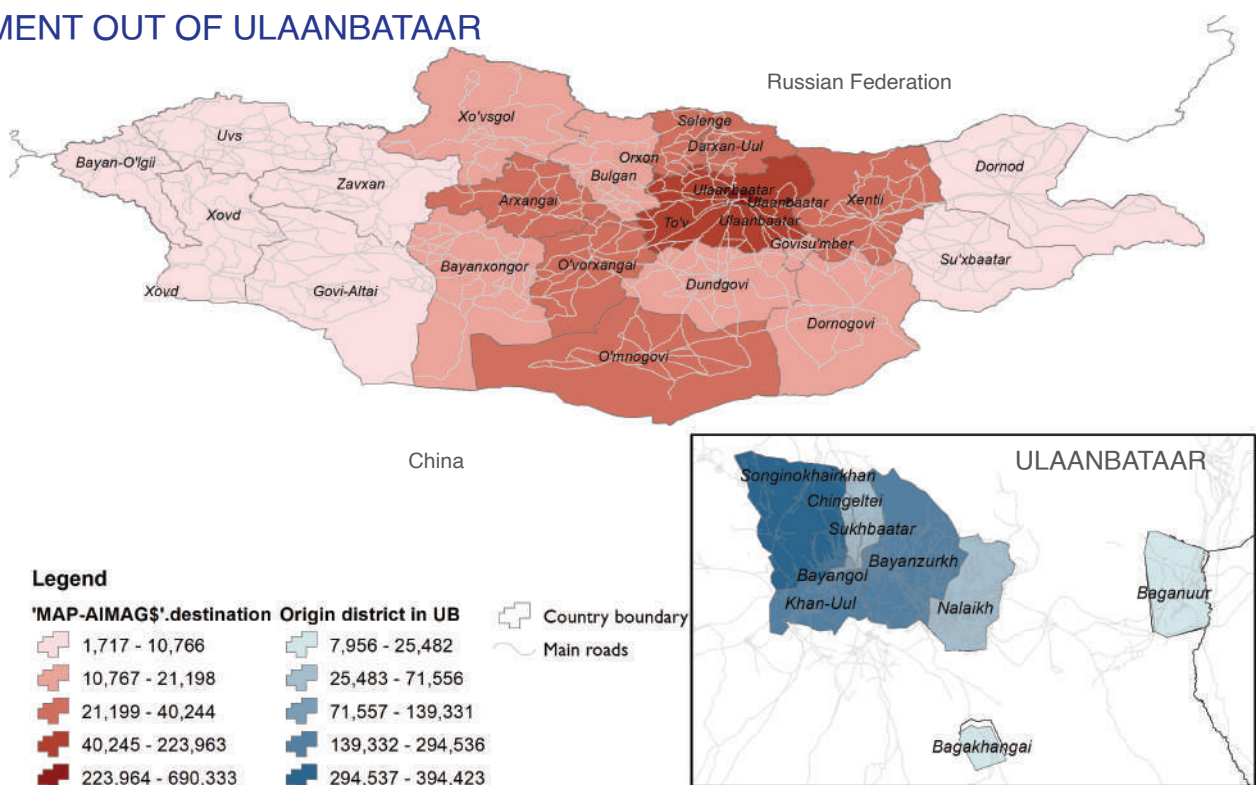 MENT OUT OF ULAANBATAAR
Russian Federation
Xo'vsgol
Selenge
Uvs
Darxan-Uul
Orxon
Bayan-O'lgii
Dornod
Bulgan
Zavxan
Ulaanbaatar
Arxangai
Ulaanbaatar
Xentii
Xovd
To'v
Ulaanbaatar
Govisu'mber
Su'xbaatar
Bayanxongor
O'vorxangai
Dundgovi
Xovd
Govi-Altai
Dornogovi
O'mnogovi
China
ULAANBATAAR
Songinokhairkhan
Chingeltei
Sukhbaatar
Bayanzurkh
Bayangol
Khan-Uul
Nalaikh
Baganuur
Bagakhangai
Legend
'MAP-AIMAG$'.destination
1,717 - 10,766
10,767 - 21,198
21,199 - 40,244
40,245 - 223,963
223,964 - 690,333
Origin district in UB
7,956 - 25,482
25,483 - 71,556
71,557 - 139,331
139,332 - 294,536
294,537 - 394,423
Country boundary
Main roads